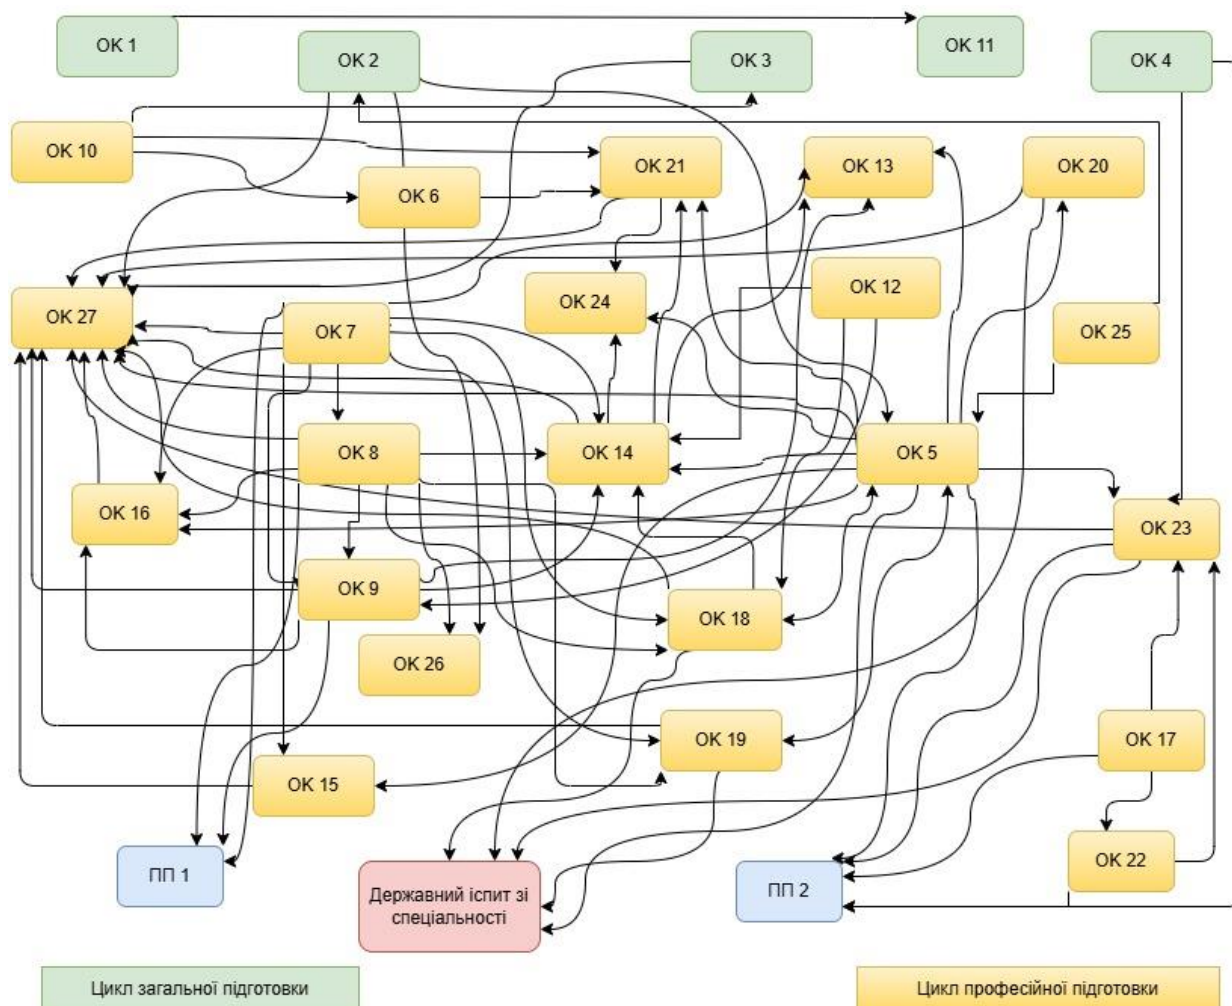 ОК 1
ОК 2
ОК 3
ОК 11
ОК 4
ОК 10
ОК 6
ОК 21
ОК 13
ОК 20
ОК 27
ОК 7
ОК 24
ОК 12
ОК 25
ОК 8
ОК 14
ОК 5
ОК 16
ОК 23
ОК 9
ОК 18
ОК 26
ОК 19
ОК 17
ОК 15
ПП 1
Державний іспит зі
спеціальності
ПП 2
ОК 22
Цикл загальної підготовки
Цикл професійної підготовки